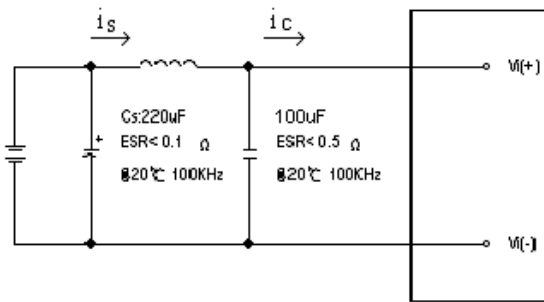 is
ic
Vi(+)
Cs:220uF
ESR<0.1 Ω
@20℃ 100KHz
100uF
ESR<0.5 Ω
@20℃ 100KHz
+
Vi(-)